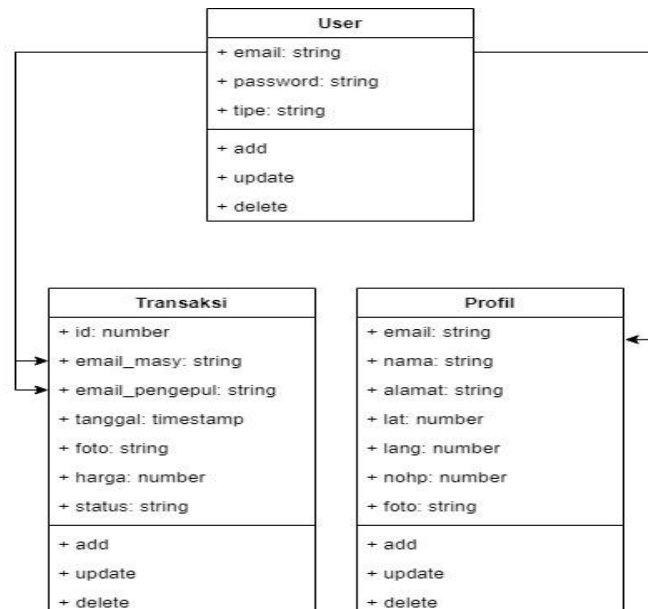 User
+ email: string
+ password: string
+ tipe: string
+ add
+ update
+ delete
Transaksi
+ id: number
+ email_masy: string
+ email_pengepul: string
+ tanggal: timestamp
+ foto: string
+ harga: number
+ status: string
+ add
+ update
+ delete
Profil
+ email: string
+ nama: string
+ alamat: string
+ lat: number
+ lang: number
+ nohp: number
+ foto: string
+ add
+ update
+ delete